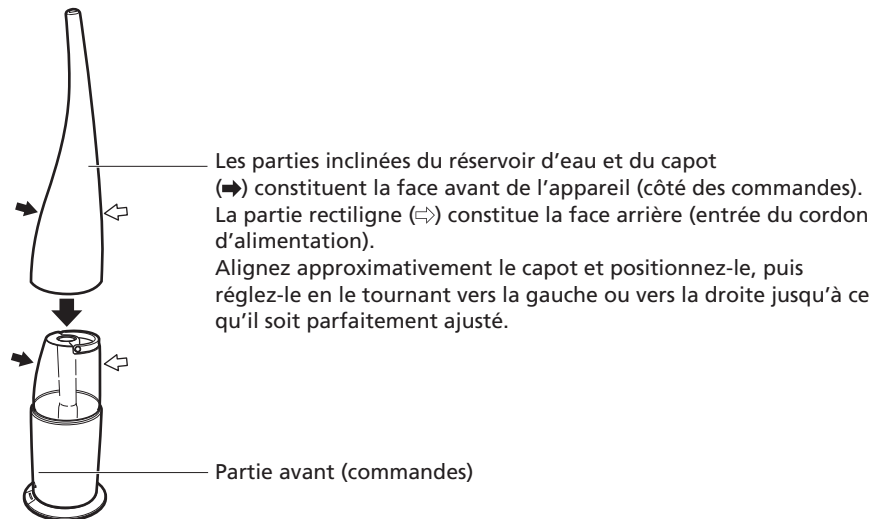 Les parties inclinées du réservoir d’eau et du capot
(➡) constituent la face avant de l’appareil (côté des commandes).
La partie rectiligne (⇨) constitue la face arrière (entrée du cordon
d’alimentation).
Alignez approximativement le capot et positionnez-le, puis
réglez-le en le tournant vers la gauche ou vers la droite jusqu’à ce
qu’il soit parfaitement ajusté.
Partie avant (commandes)